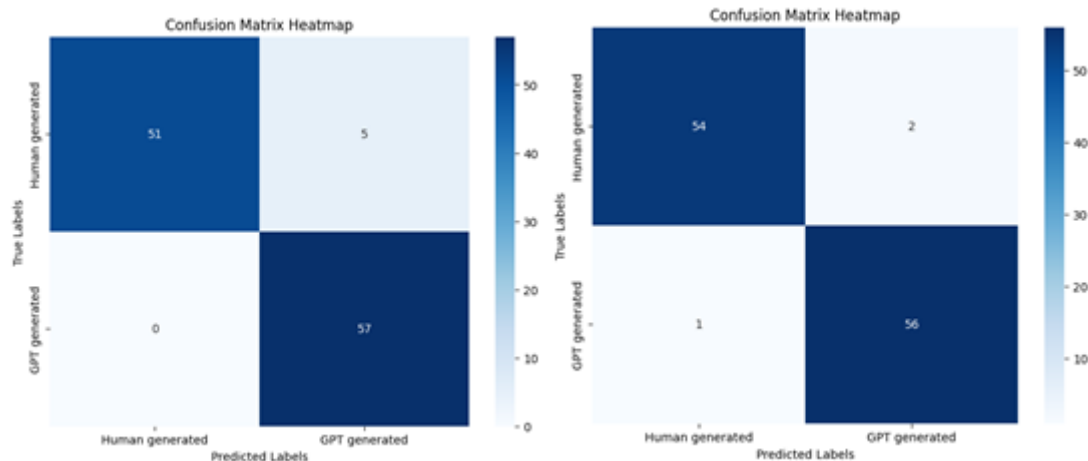 Confusion Matrix Heatmap
True Labels
Human generated
GPT generated
51
5
0
57
Human generated
GPT generated
Predicted Labels
50
40
30
20
10
0
Confusion Matrix Heatmap
True Labels
Human generated
GPT generated
54
2
1
56
Human generated
GPT generated
Predicted Labels
50
40
30
20
10